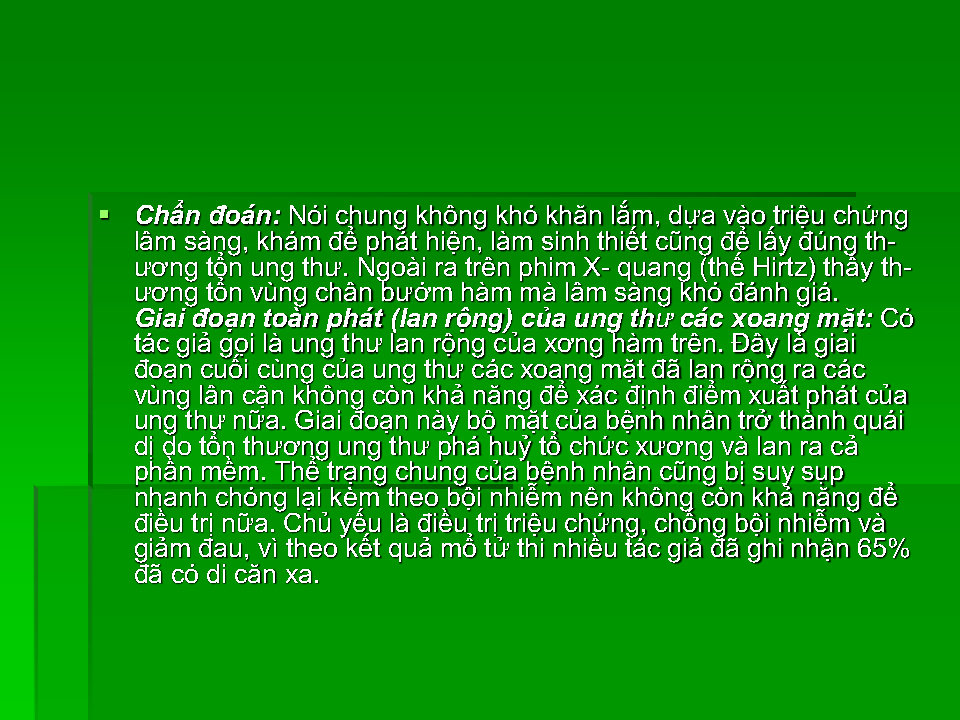 Chẩn đoán: Nói chung không khó khăn lắm, dựa vào triệu chứng
lâm sàng, khám để phát hiện, làm sinh thiết cũng để lấy đúng th-
ương tổn ung thư. Ngoài ra trên phim X- quang (thế Hirtz) thấy th-
ương tổn vùng chân bướm hàm mà lâm sàng khó đánh giá.
Giai đoạn toàn phát (lan rộng) của ung thư các xoang mặt: Có
tác giả gọi là ung thư lan rộng của xơng hàm trên. Đây là giai
đoạn cuối cùng của ung thư các xoang mặt đã lan rộng ra các
vùng lân cận không còn khả năng để xác định điểm xuất phát của
ung thư nữa. Giai đoạn này bộ mặt của bệnh nhân trở thành quái
dị do tổn thương ung thư phá huỷ tổ chức xương và lan ra cả
phần mềm. Thể trạng chung của bệnh nhân cũng bị suy sụp
nhanh chóng lại kèm theo bội nhiễm nên không còn khả năng để
điều trị nữa. Chủ yếu là điều trị triệu chứng, chống bội nhiễm và
giảm đau, vì theo kết quả mổ tử thi nhiều tác giả đã ghi nhận 65%
đã có di căn xa.